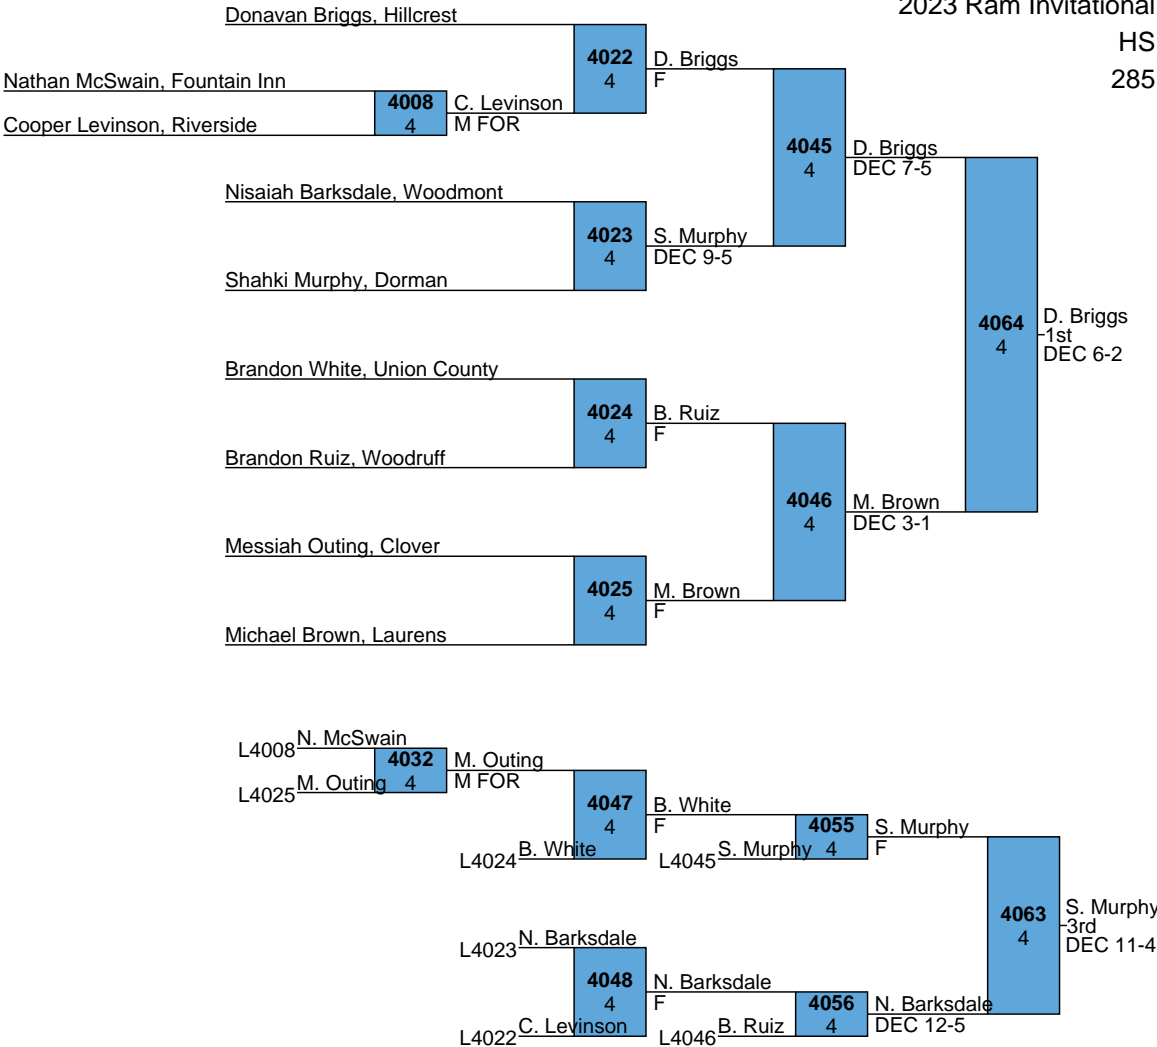 2023 Ram Invitational
HS
285
Donavan Briggs, Hillcrest
4022
4
D. Briggs
F
Nathan McSwain, Fountain Inn
4008
4
C. Levinson
M FOR
Cooper Levinson, Riverside
4045
4
D. Briggs
DEC 7-5
Nisaiah Barksdale, Woodmont
4023
4
S. Murphy
DEC 9-5
Shahki Murphy, Dorman
4064
4
D. Briggs
1st
DEC 6-2
Brandon White, Union County
4024
4
B. Ruiz
F
Brandon Ruiz, Woodruff
4046
4
M. Brown
DEC 3-1
Messiah Outing, Clover
4025
4
M. Brown
F
Michael Brown, Laurens
L4008 N. McSwain
4032
4
M. Outing
M FOR
L4025 M. Outing
4047
4
B. White
F
L4024 B. White
4055
4
S. Murphy
F
L4045 S. Murphy
4063
4
S. Murphy
3rd
DEC 11-4
L4023 N. Barksdale
4048
4
N. Barksdale
F
L4022 C. Levinson
4056
4
N. Barksdale
DEC 12-5
L4046 B. Ruiz